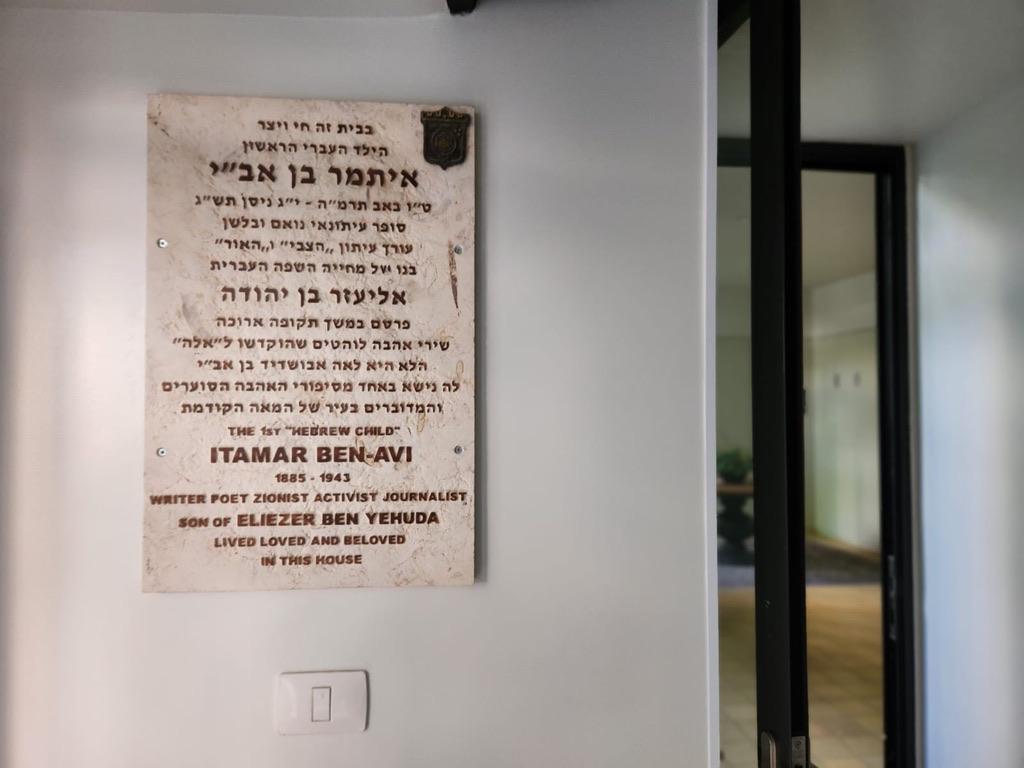 בבית זה חי ויצר
הילד העברי הראשון
איתמר בן אב״י
ט״ו באב תרמ״ה - י״ג ניסן תש״ג
סופר עיתונאי נואם ובלשן
עורך עיתון ,,הצבי״ ו,,האור״
בנו של מחייה השפה העברית
אליעזר בן יהודה
פרסם במשך תקופה ארוכה
שירי אהבה לוהטים שהוקדשו ל״אלה״
הלא היא לאה אבושדיד בן אב״י
לה נישא באחד מסיפורי האהבה הסוערים
והמדוברים בעיר של המאה הקודמת
THE 1ST "HEBREW CHILD"
ITAMAR BEN-AVI
1885 - 1943
WRITER POET ZIONIST ACTIVIST JOURNALIST
SON OF ELIEZER BEN YEHUDA
LIVED LOVED AND BELOVED
IN THIS HOUSE